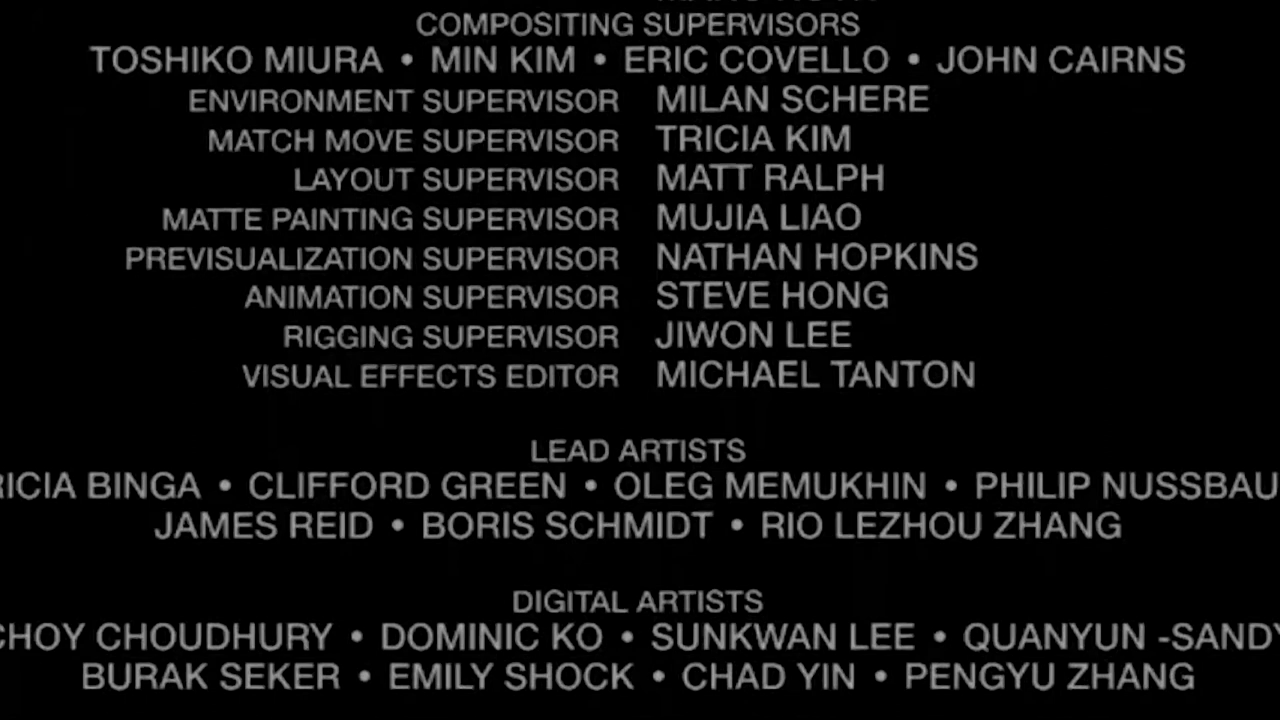 COMPOSITING SUPERVISORS
TOSHIKO MIURA • MIN KIM • ERIC COVELLO • JOHN CAIRNS
ENVIRONMENT SUPERVISOR MILAN SCHERE
MATCH MOVE SUPERVISOR TRICIA KIM
LAYOUT SUPERVISOR MATT RALPH
MATTE PAINTING SUPERVISOR MUJIA LIAO
PREVISUALIZATION SUPERVISOR NATHAN HOPKINS
ANIMATION SUPERVISOR STEVE HONG
RIGGING SUPERVISOR JIWON LEE
VISUAL EFFECTS EDITOR MICHAEL TANTON
LEAD ARTISTS
RICIA BINGA • CLIFFORD GREEN • OLEG MEMUKHIN • PHILIP NUSSBAU
JAMES REID • BORIS SCHMIDT • RIO LEZHOU ZHANG
DIGITAL ARTISTS
CHOY CHOUDHURY • DOMINIC KO • SUNKWAN LEE • QUANYUN -SANDY
BURAK SEKER • EMILY SHOCK • CHAD YIN • PENGYU ZHANG